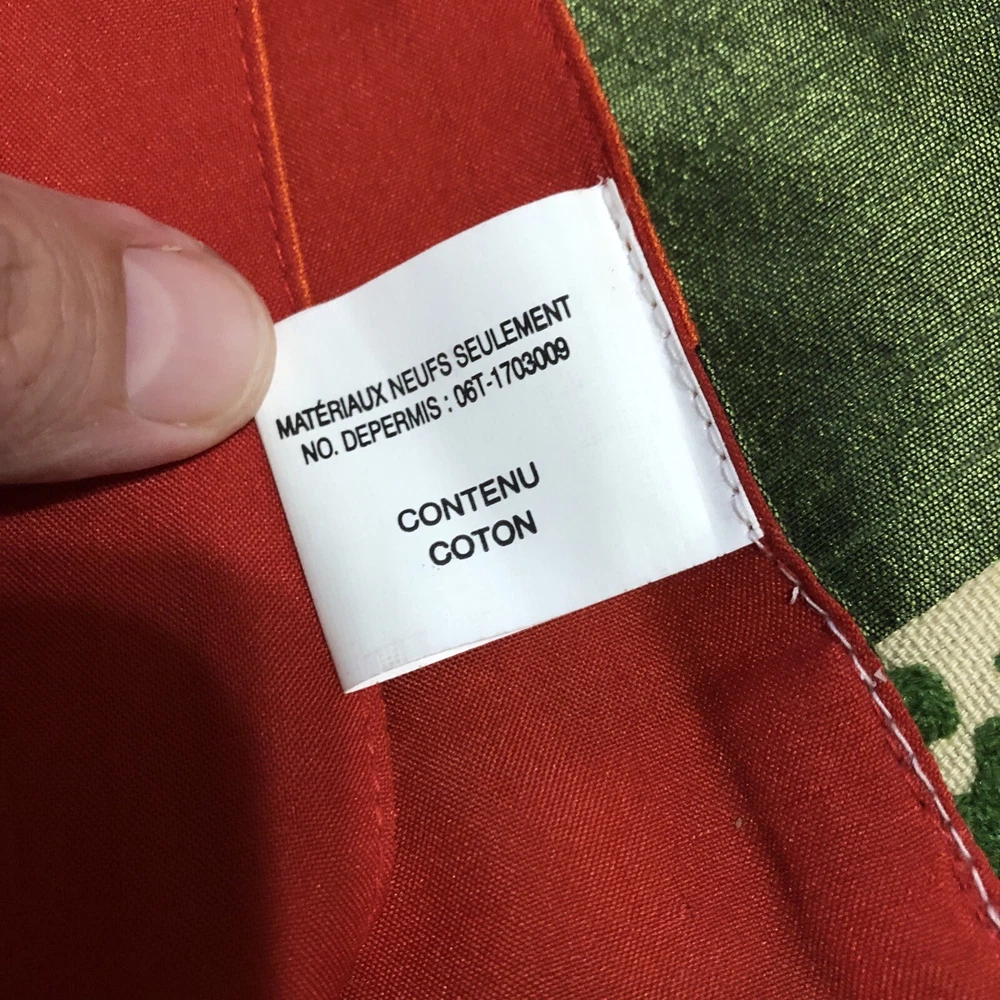 MATÉRIAUX NEUFS SEULEMENT
NO. DEPERMIS : 06T-1703009
CONTENU
COTON